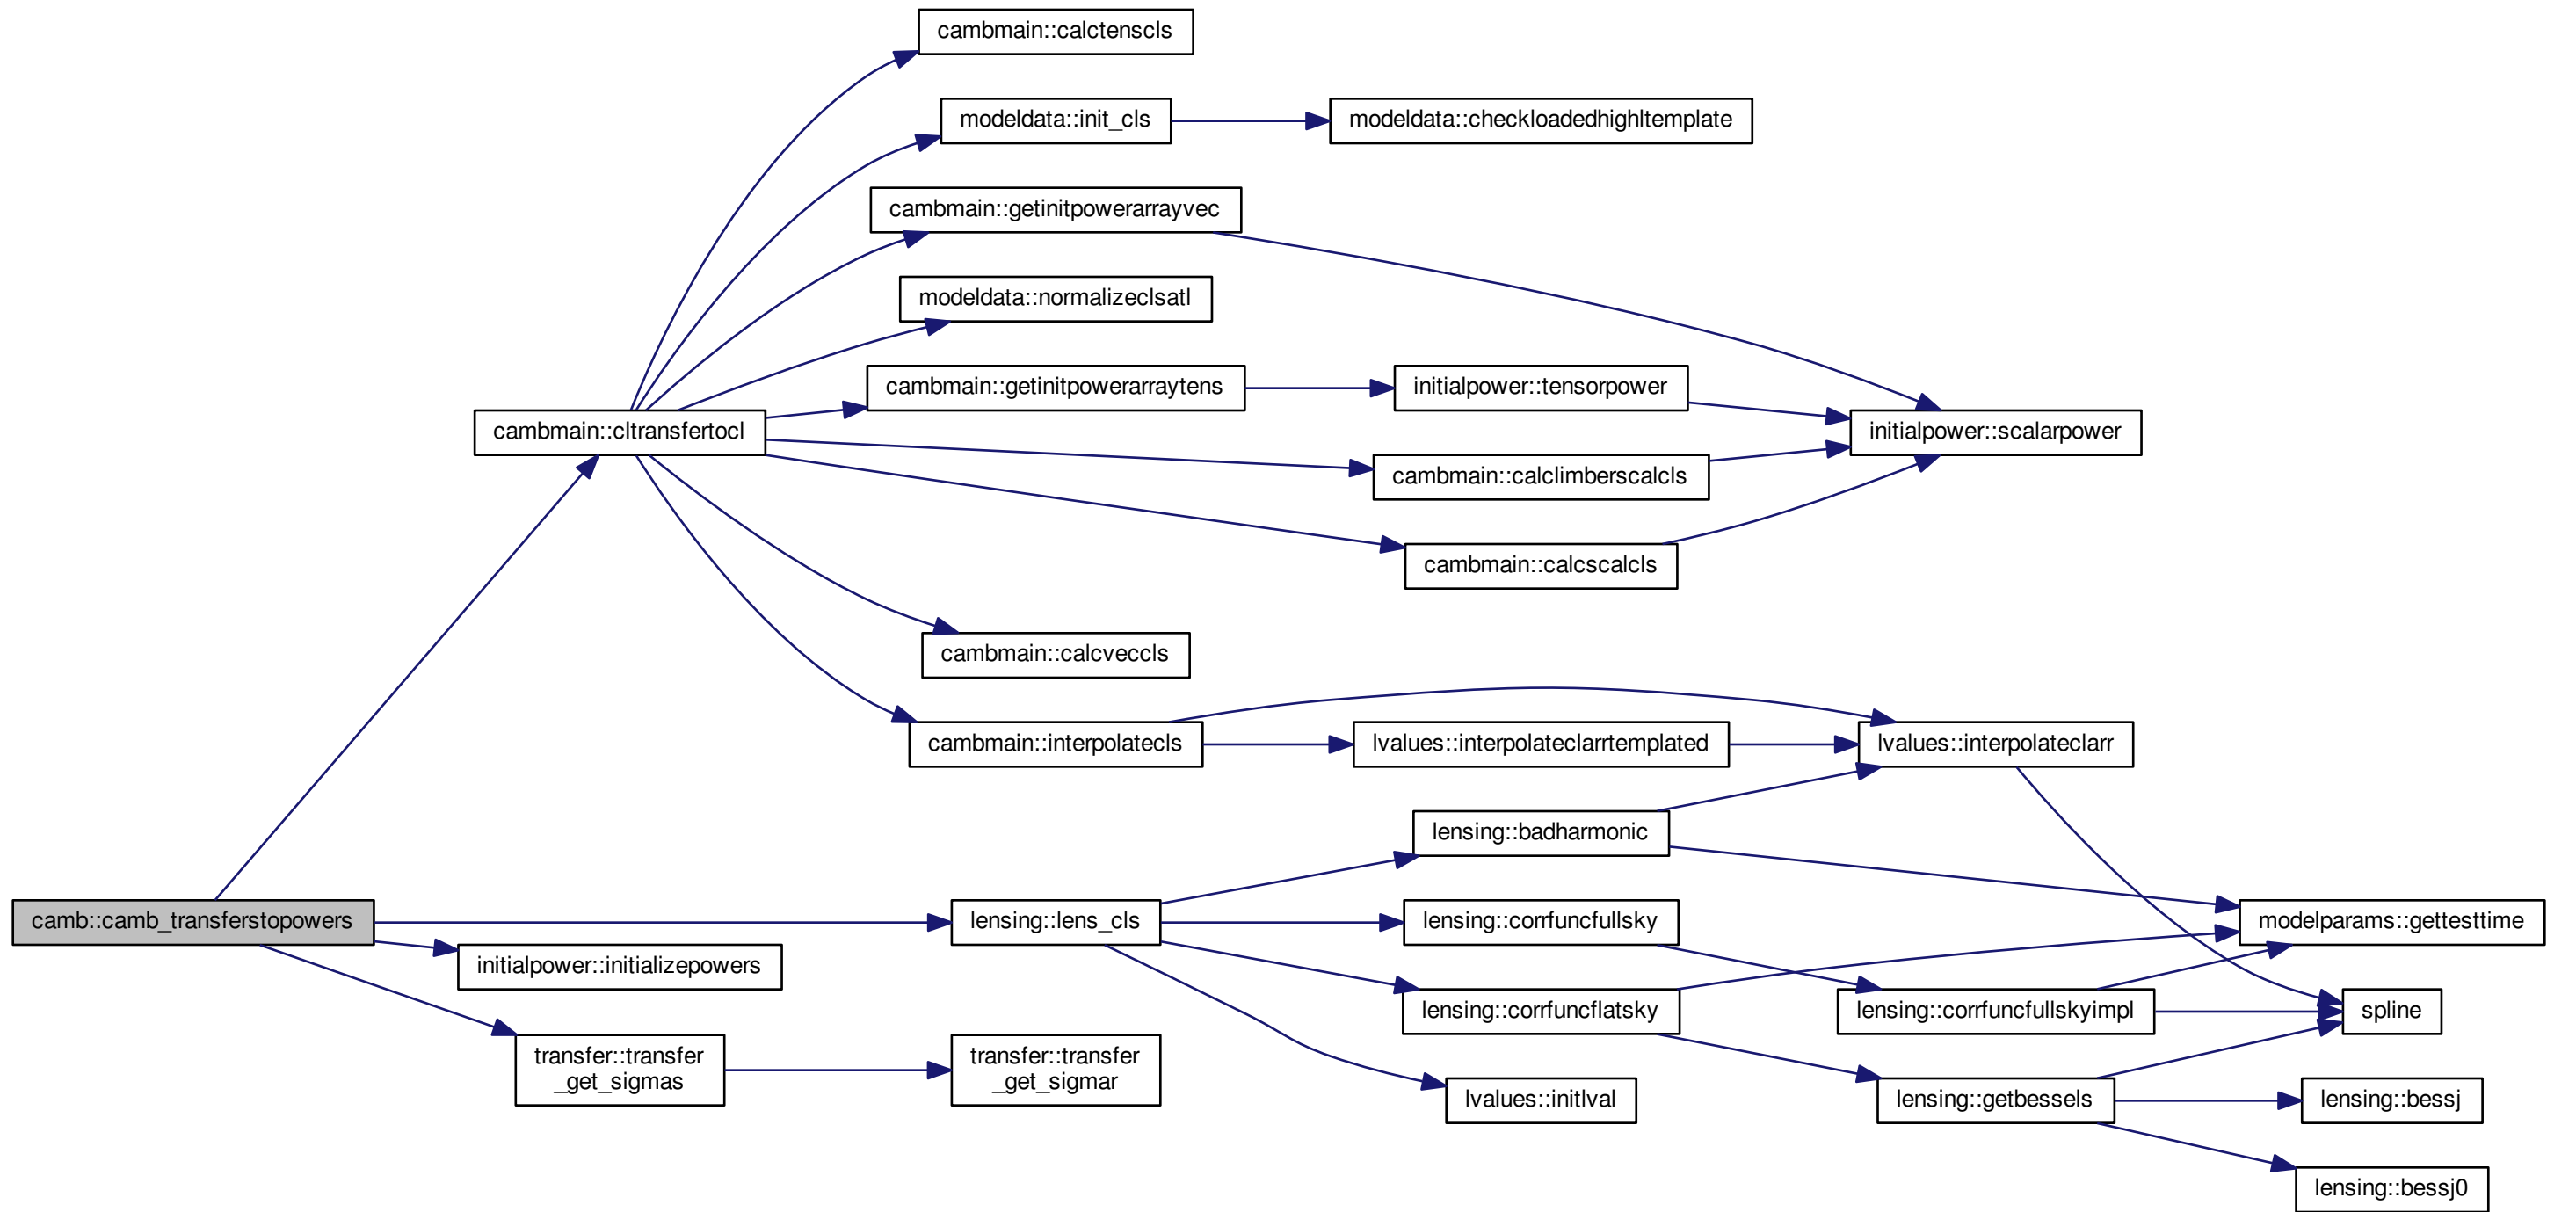 cambmain::calctenscls
modeldata::init_cls
modeldata::checkloadedhighltemplate
cambmain::getinitpowerarrayvec
modeldata::normalizeclsatl
cambmain::getinitpowerarraytens
initialpower::tensorpower
cambmain::cltransfertocl
initialpower::scalarpower
cambmain::calclimberscalcls
cambmain::calcscalcls
cambmain::calcveccls
cambmain::interpolatecls
lvalues::interpolateclarrtemplated
lvalues::interpolateclarr
lensing::badharmonic
camb::camb_transferstopowers
lensing::lens_cls
lensing::corrfuncfullsky
modelparams::gettesttime
initialpower::initializepowers
lensing::corrfuncflatsky
lensing::corrfuncfullskyimpl
spline
transfer::transfer
_get_sigmas
transfer::transfer
_get_sigmar
lvalues::initlval
lensing::getbessels
lensing::bessj
lensing::bessj0